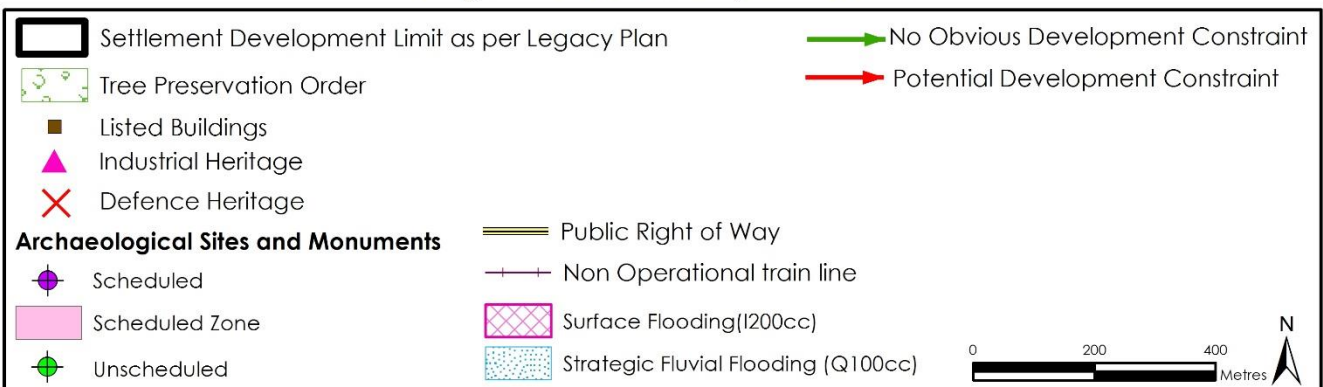 Settlement Development Limit as per Legacy Plan
Tree Preservation Order
Listed Buildings
Industrial Heritage
Defence Heritage
Archaeological Sites and Monuments
Scheduled
Scheduled Zone
Unscheduled
Public Right of Way
Non Operational train line
Surface Flooding(I200cc)
Strategic Fluvial Flooding (Q100cc)
No Obvious Development Constraint
Potential Development Constraint
0 200 400
Metres
N